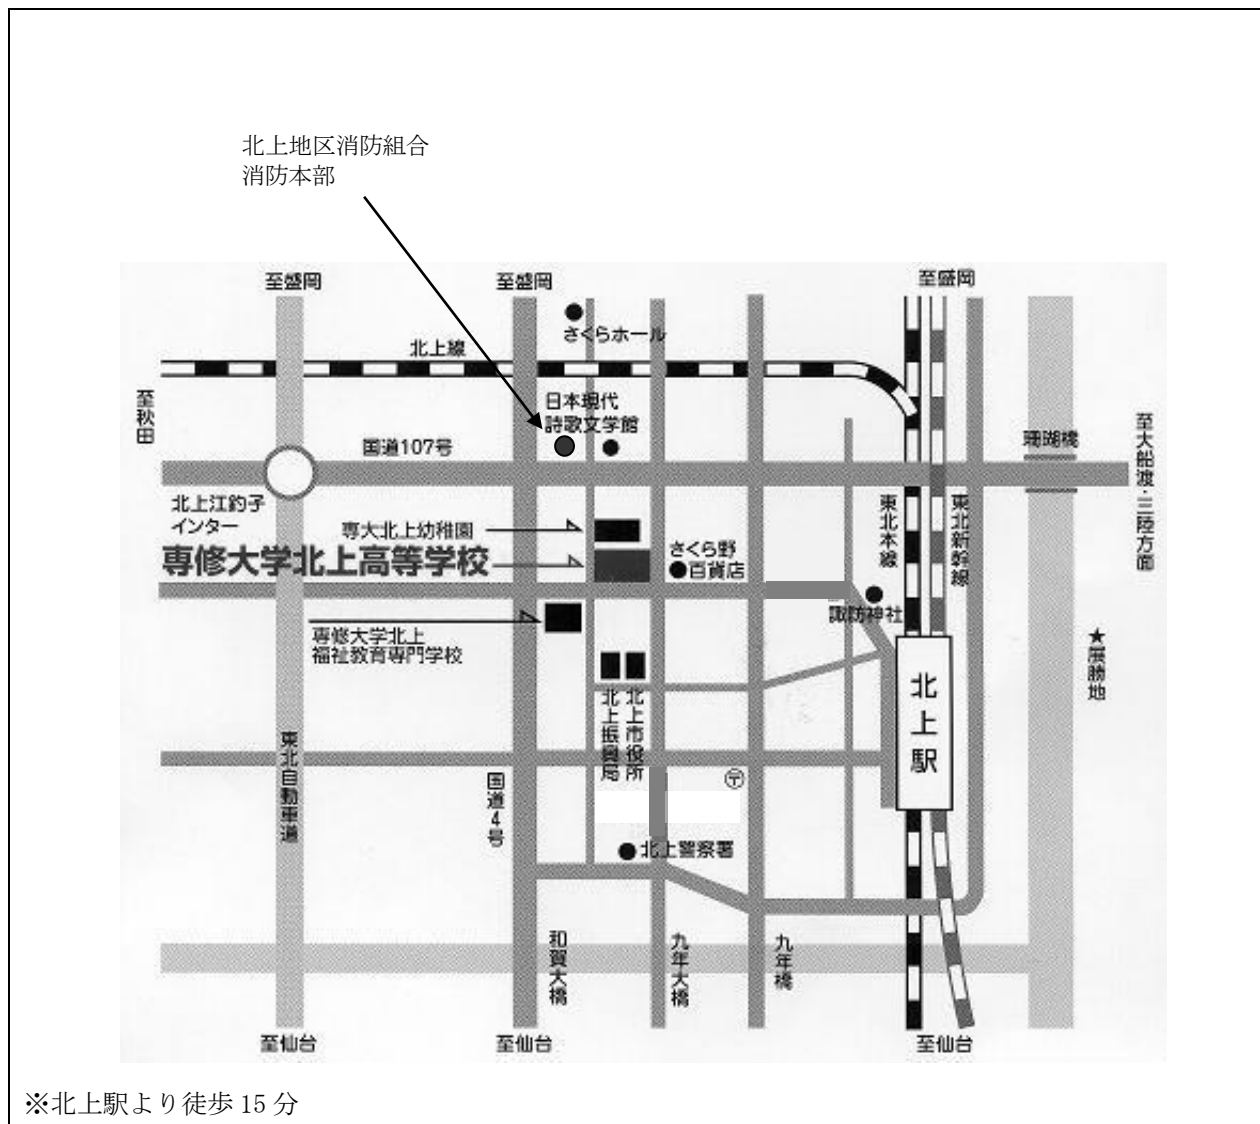 北上地区消防組合
消防本部
至盛岡
至盛岡
至盛岡
さくらホール
北上線
至秋田
日本現代
詩歌文学館
国道107号
珊瑚橋
至大船渡・三陸方面
北上江釣子
インター
東北本線
東北新幹線
専大北上幼稚園
専修大学北上高等学校
さくら野
百貨店
諏訪神社
専修大学北上
福祉教育専門学校
★展勝地
北上駅
北上振興局
北上市役所
東北自動車道
国道4号
〒
北上警察署
和賀大橋
九年大橋
九年橋
至仙台
至仙台
至仙台
※北上駅より徒歩 15 分